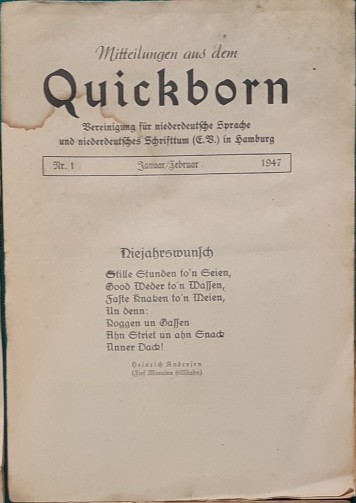 Mitteilungen aus dem
Quickborn
Vereinigung für niederdeutsche Sprache
und niederdeutsches Schrifttum (E.V.) in Hamburg
Nr. 1 Januar/Februar 1947
Niejahrswunsch
Stille Stunden to'n Seien,
Good Weder to'n Wassen,
Faste Knaken to'n Meien,
Un denn:
Roggen un Gassen
Ahn Striet un ahn Snack
Unner Dack!
Heinrich Andresen